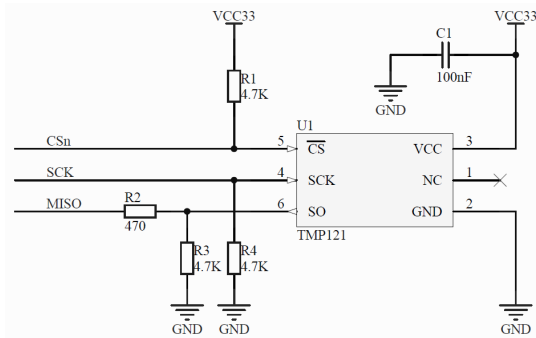 VCC33
VCC33
C1
100nF
GND
R1
4.7K
U1
CSn
5
CS
VCC
3
SCK
4
SCK
NC
1
MISO
R2
470
6
SO
GND
2
TMP121
R3
4.7K
R4
4.7K
GND
GND
GND